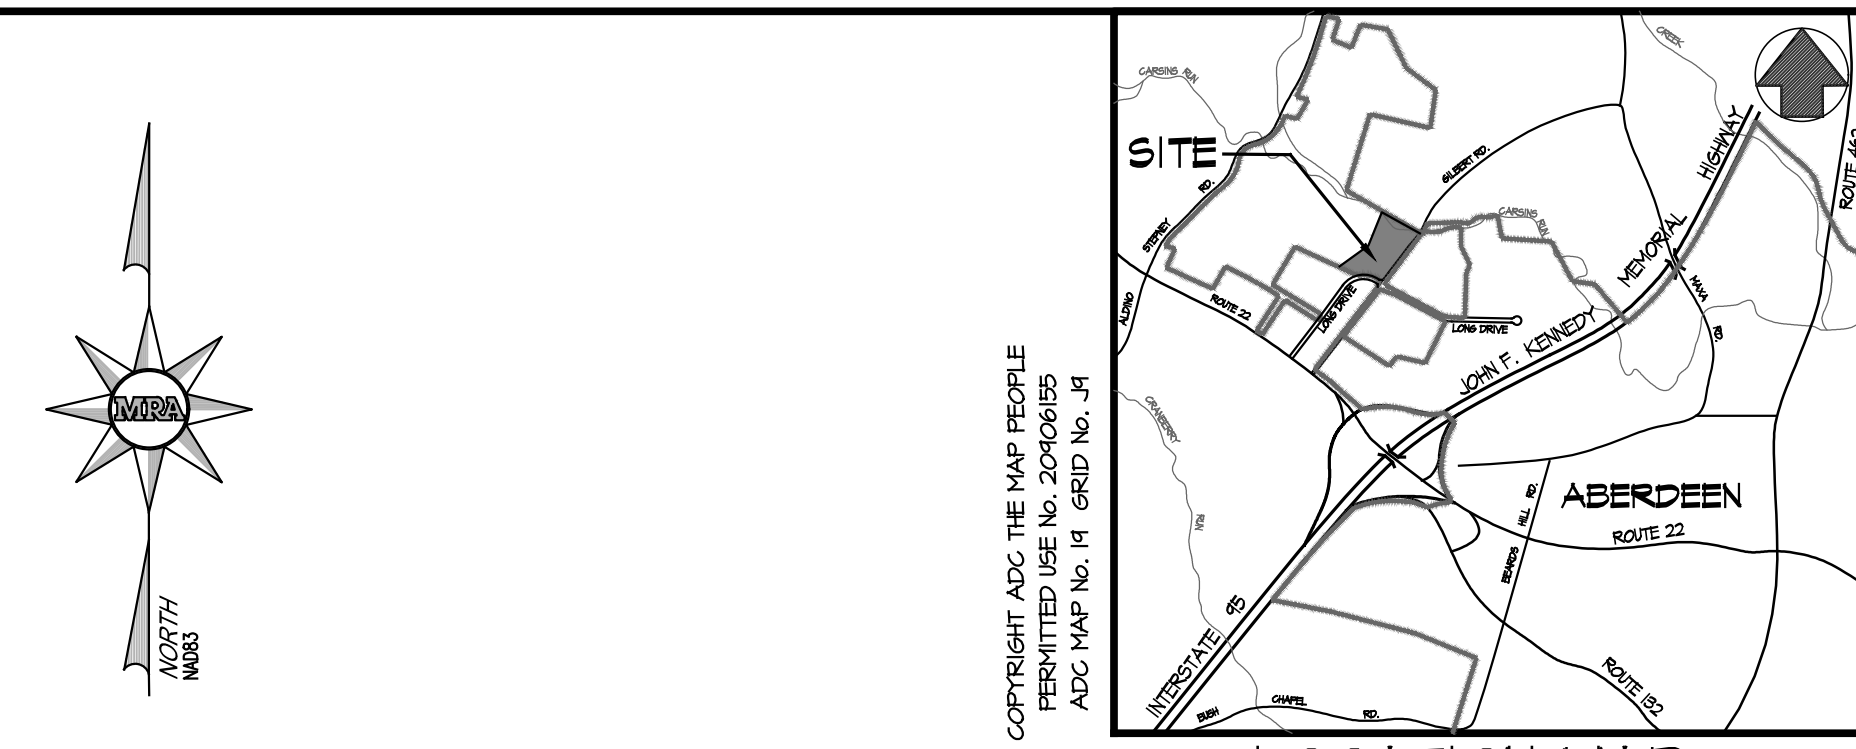 MRA
NORTH
NAD83
COPYRIGHT ADC THE MAP PEOPLE
PERMITTED USE No. 20906155
ADC MAP No. 19 GRID No. J9
CREEK
CARSINS RUN
SITE
GILBERT RD.
HIGHWAY
STEPNEY RD.
CARSINS RUN
MEMORIAL
MAXA RD.
ALDINO
ROUTE 22
LONG DRIVE
LONG DRIVE
JOHN F. KENNEDY
CRANBERRY RUN
ABERDEEN
ROUTE 22
BEARDS HILL RD.
INTERSTATE 95
ROUTE 132
BUSH CHAPEL RD.